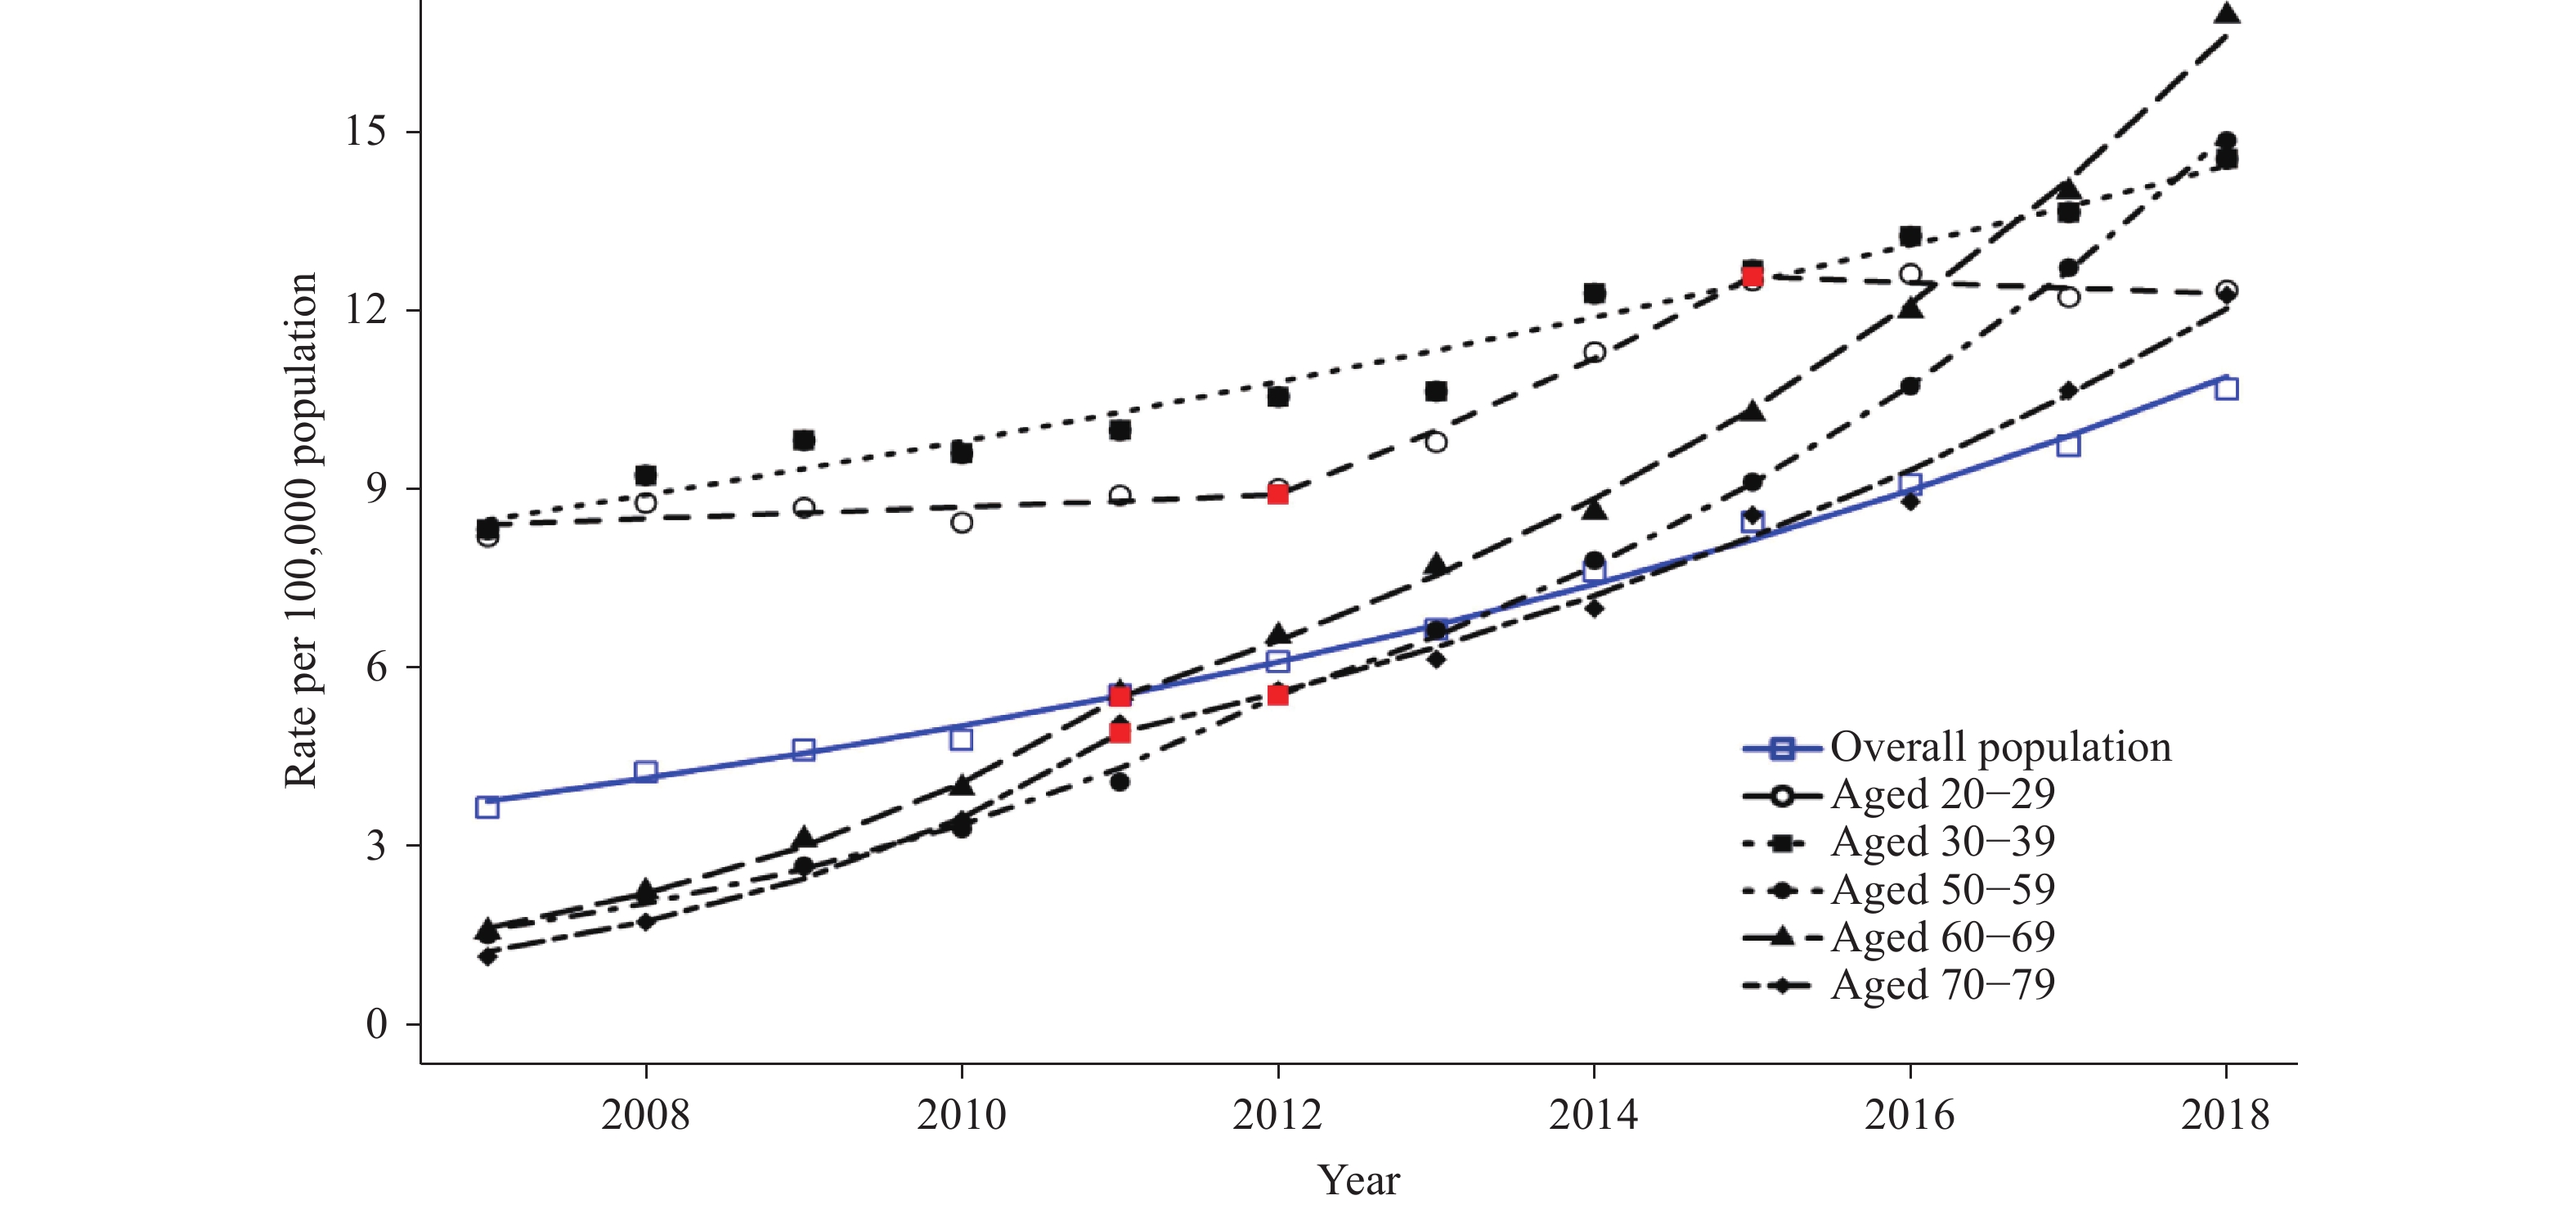 15
12
9
6
3
0
Rate per 100,000 population
Overall population
Aged 20−29
Aged 30−39
Aged 50−59
Aged 60−69
Aged 70−79
2008 2010 2012 2014 2016 2018
Year